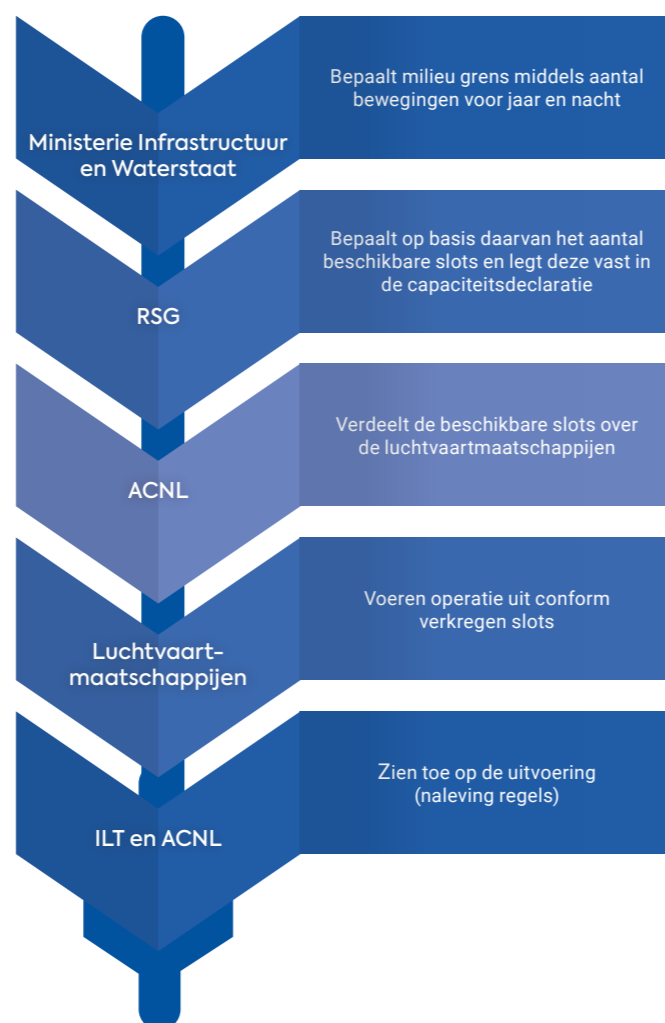 Bepaalt milieu grens middels aantal
bewegingen voor jaar en nacht
Ministerie Infrastructuur
en Waterstaat
Bepaalt op basis daarvan het aantal
beschikbare slots en legt deze vast in
de capaciteitsdeclaratie
RSG
Verdeelt de beschikbare slots over
de luchtvaartmaatschappijen
ACNL
Voeren operatie uit conform
verkregen slots
Luchtvaart-
maatschappijen
Zien toe op de uitvoering
(naleving regels)
ILT en ACNL